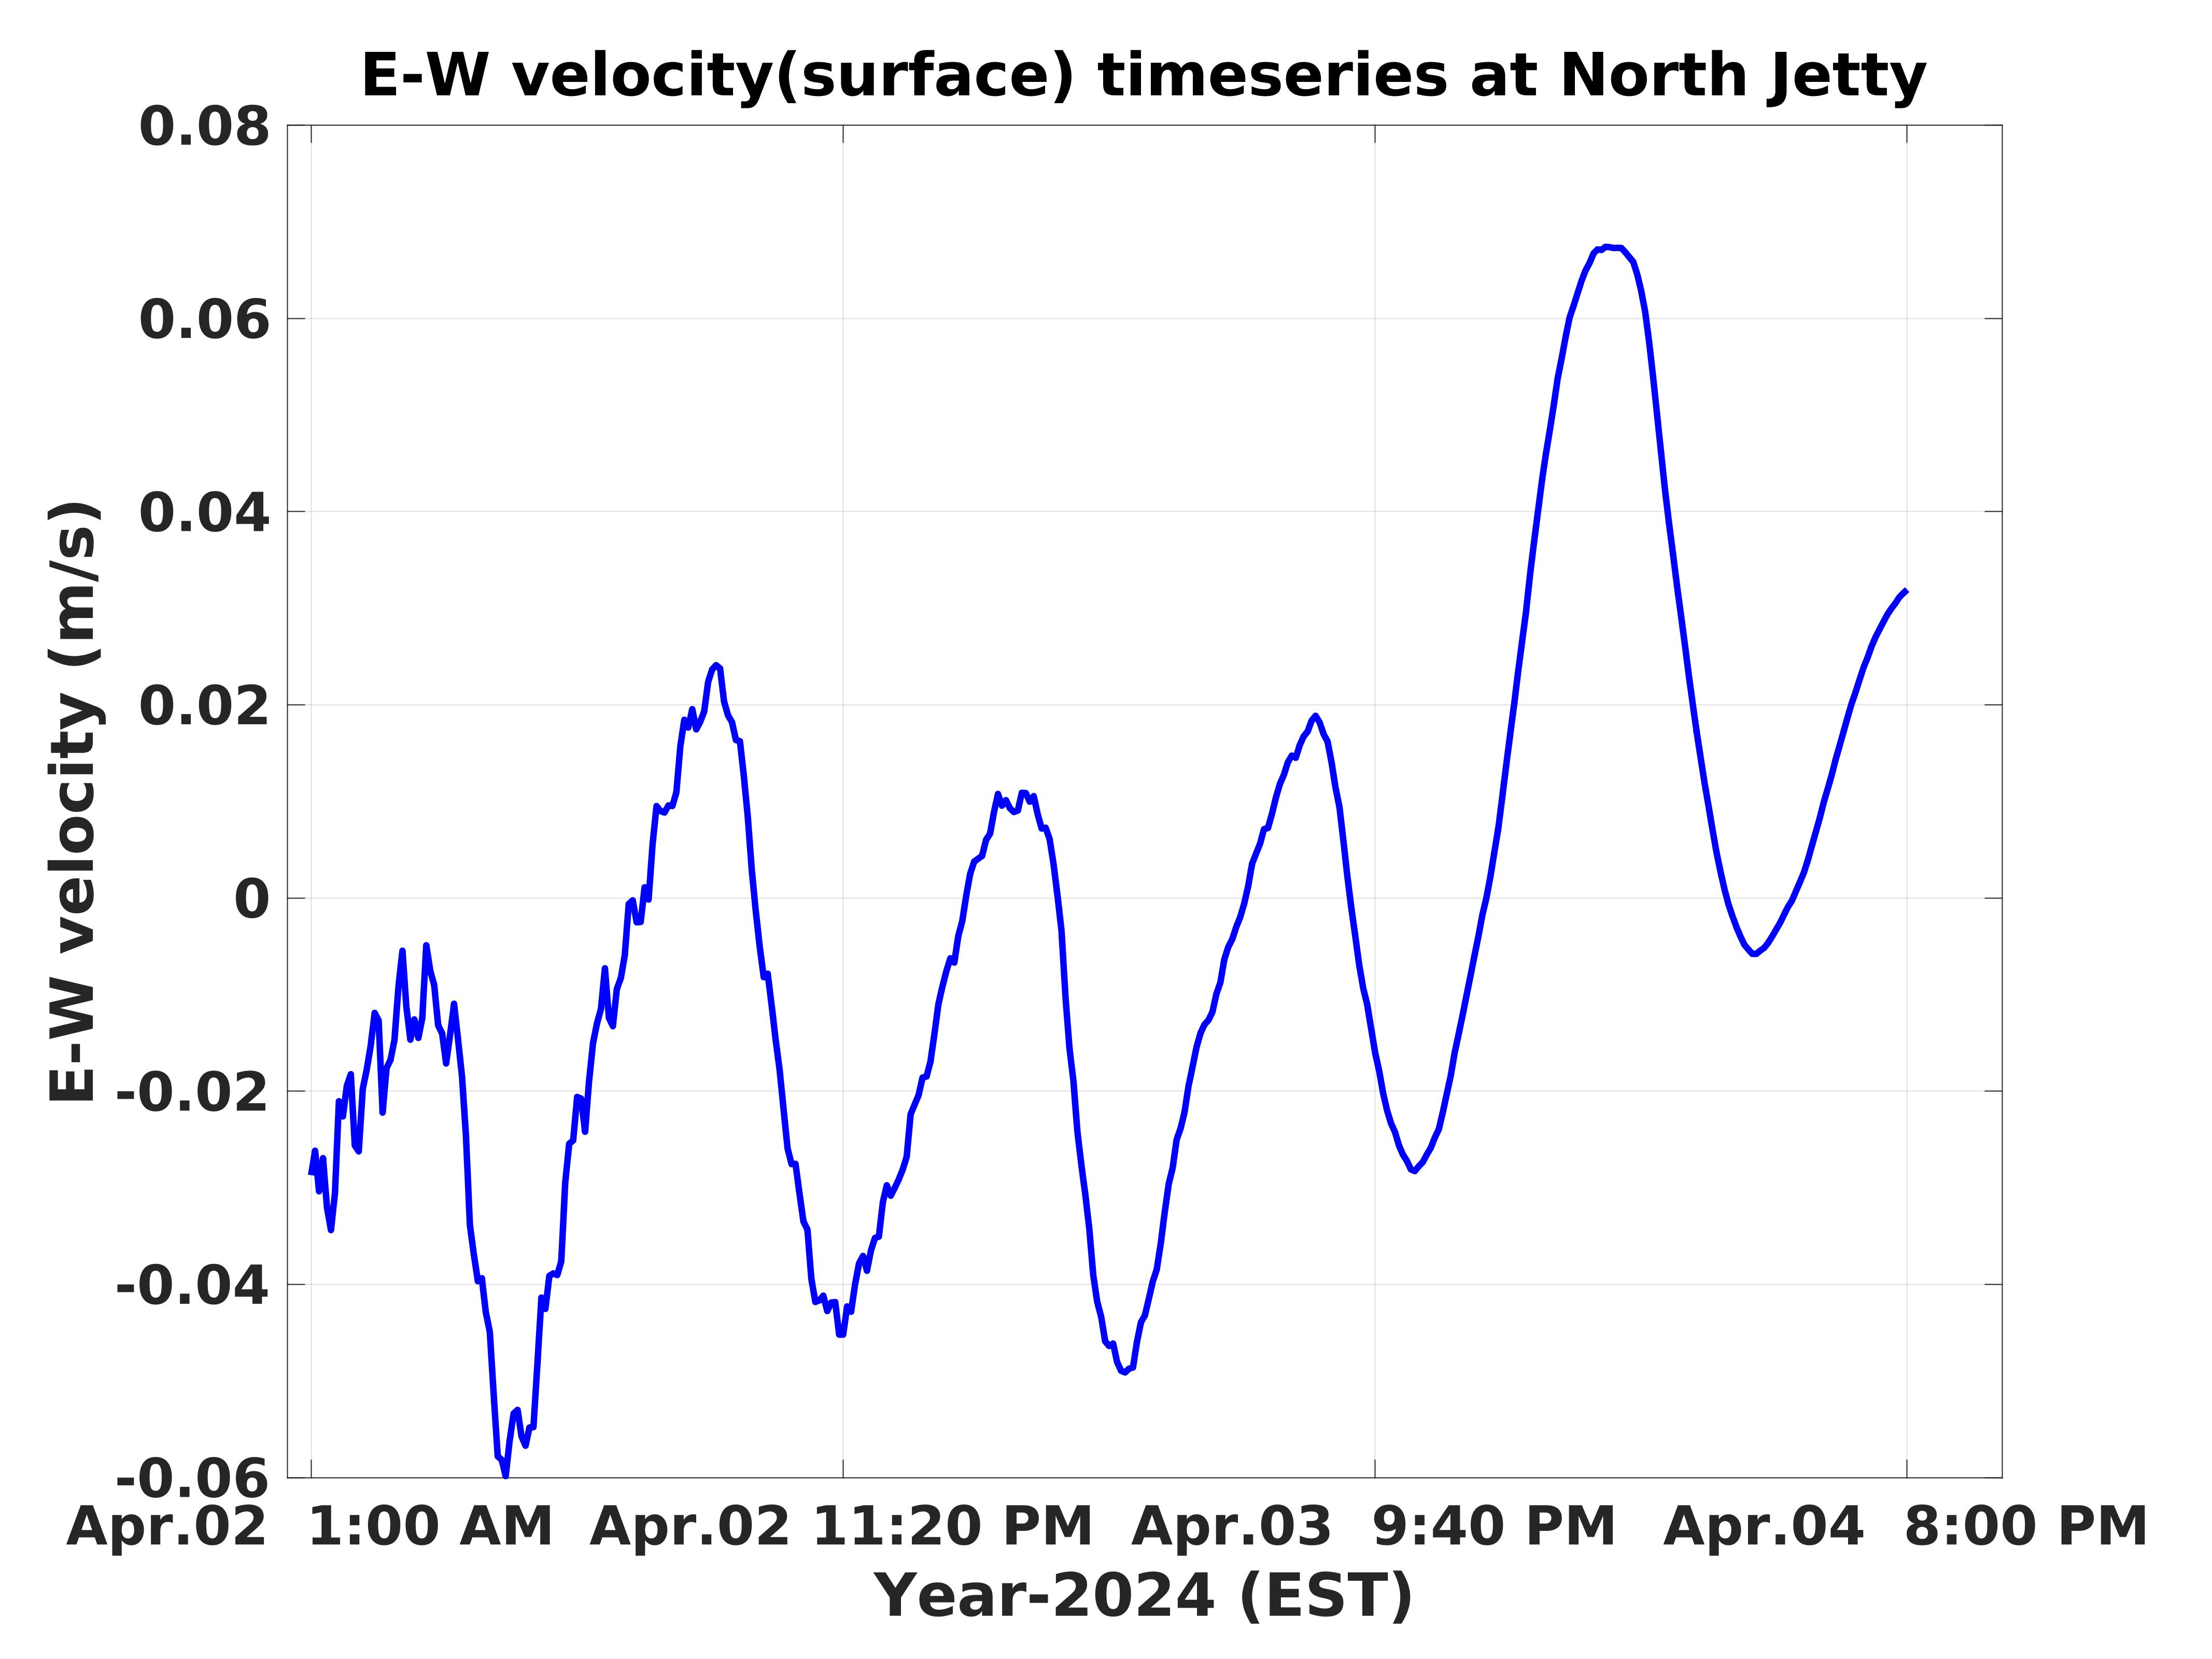 E-W velocity(surface) timeseries at North Jetty
0.08
0.06
0.04
0.02
0
-0.02
-0.04
-0.06
E-W velocity (m/s)
Apr.02 1:00 AM Apr.02 11:20 PM Apr.03 9:40 PM Apr.04 8:00 PM
Year-2024 (EST)